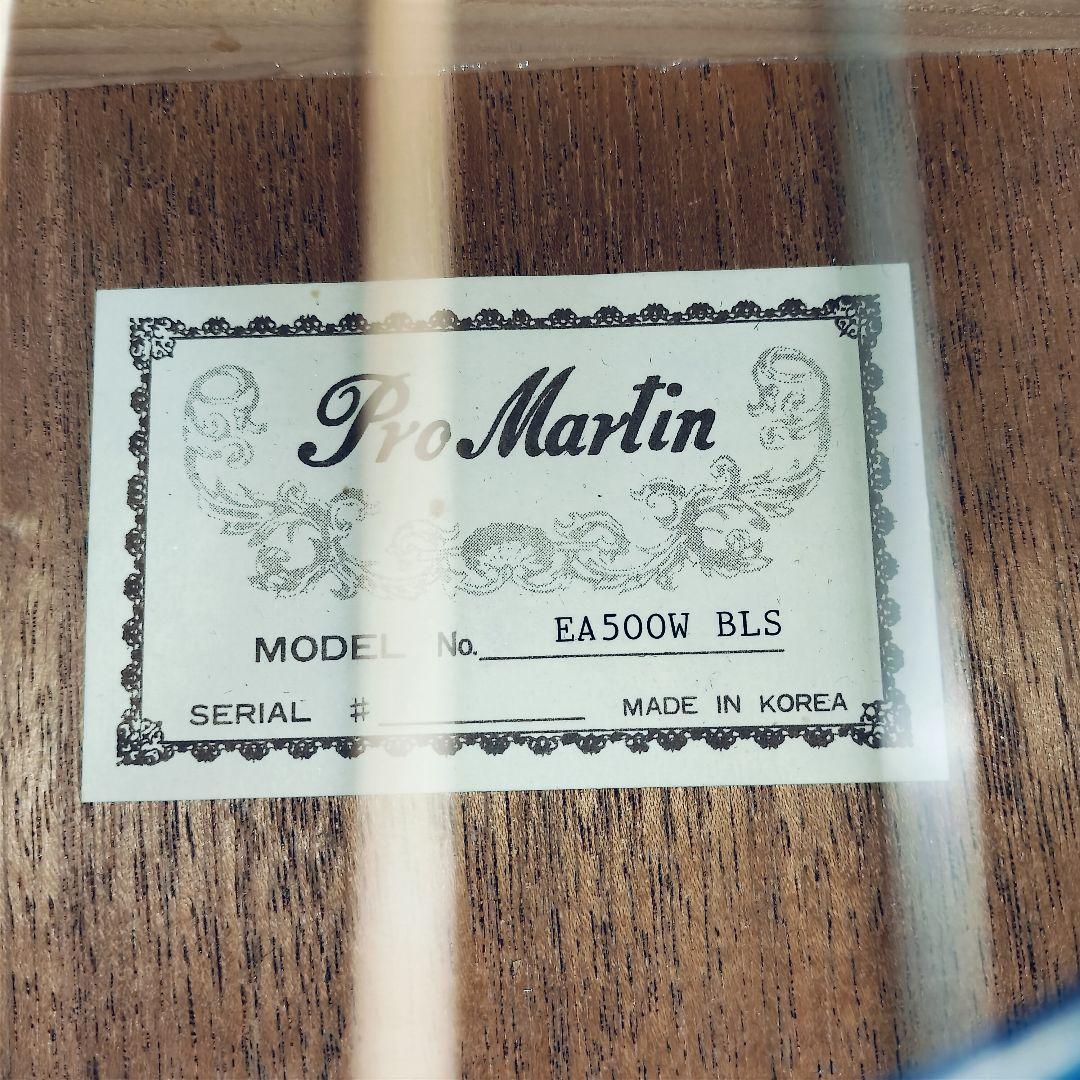 Pro Martin
MODEL No. EA500W BLS
SERIAL # MADE IN KOREA